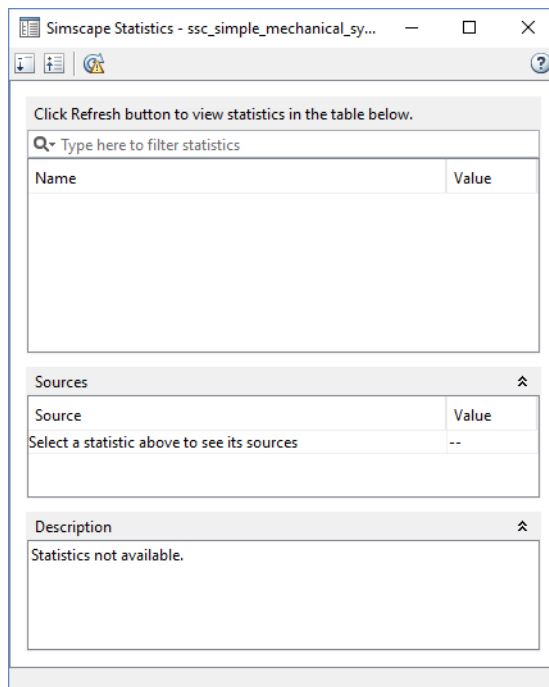 Simscape Statistics - ssc_simple_mechanical_sy...
Click Refresh button to view statistics in the table below.
Type here to filter statistics
Name Value
Sources
Source Value
Select a statistic above to see its sources --
Description
Statistics not available.